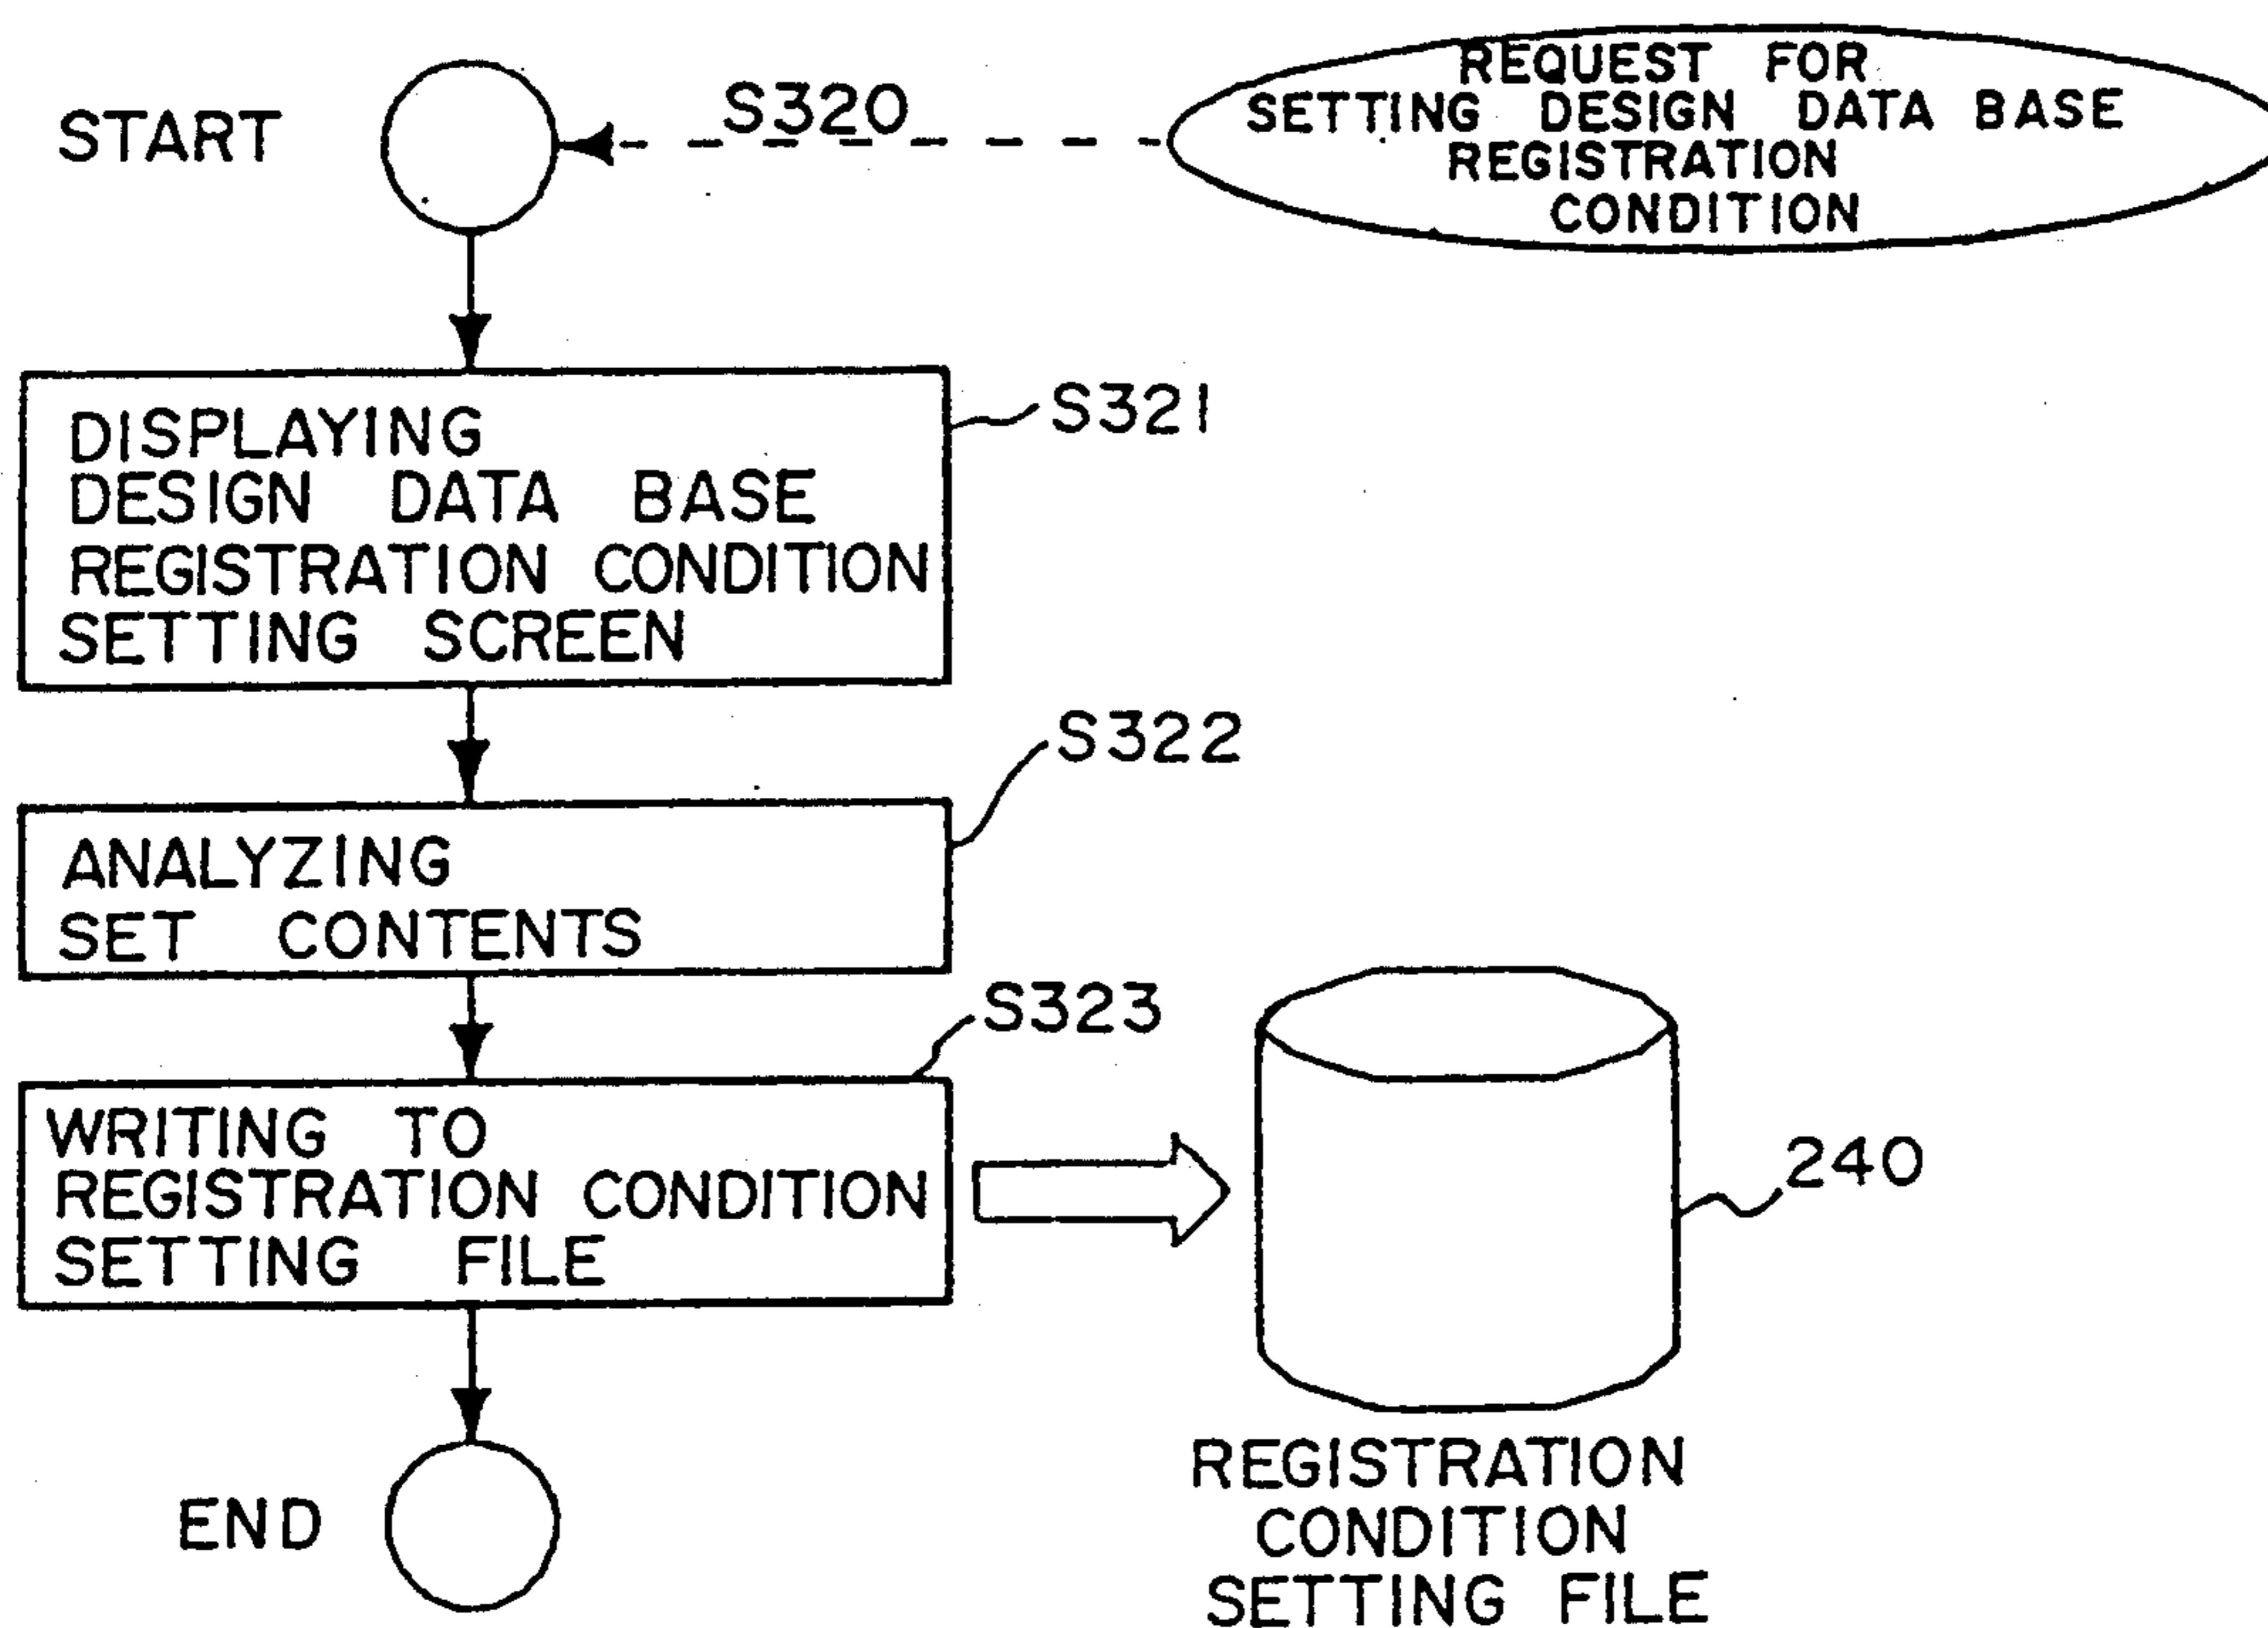 START
S320
REQUEST FOR
SETTING DESIGN DATA BASE
REGISTRATION
CONDITION
DISPLAYING
DESIGN DATA BASE
REGISTRATION CONDITION
SETTING SCREEN
S321
ANALYZING
SET CONTENTS
S322
WRITING TO
REGISTRATION CONDITION
SETTING FILE
S323
240
REGISTRATION
CONDITION
SETTING FILE
END